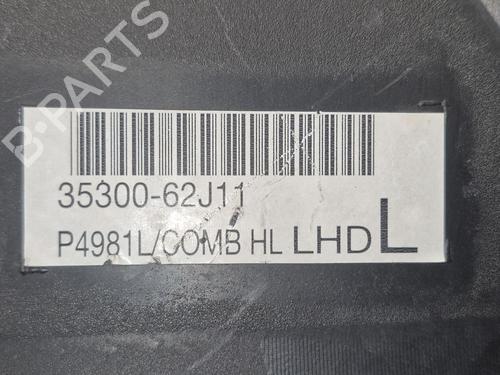 B-PARTS
35300-62J11
P4981L/COMB HL LHD L